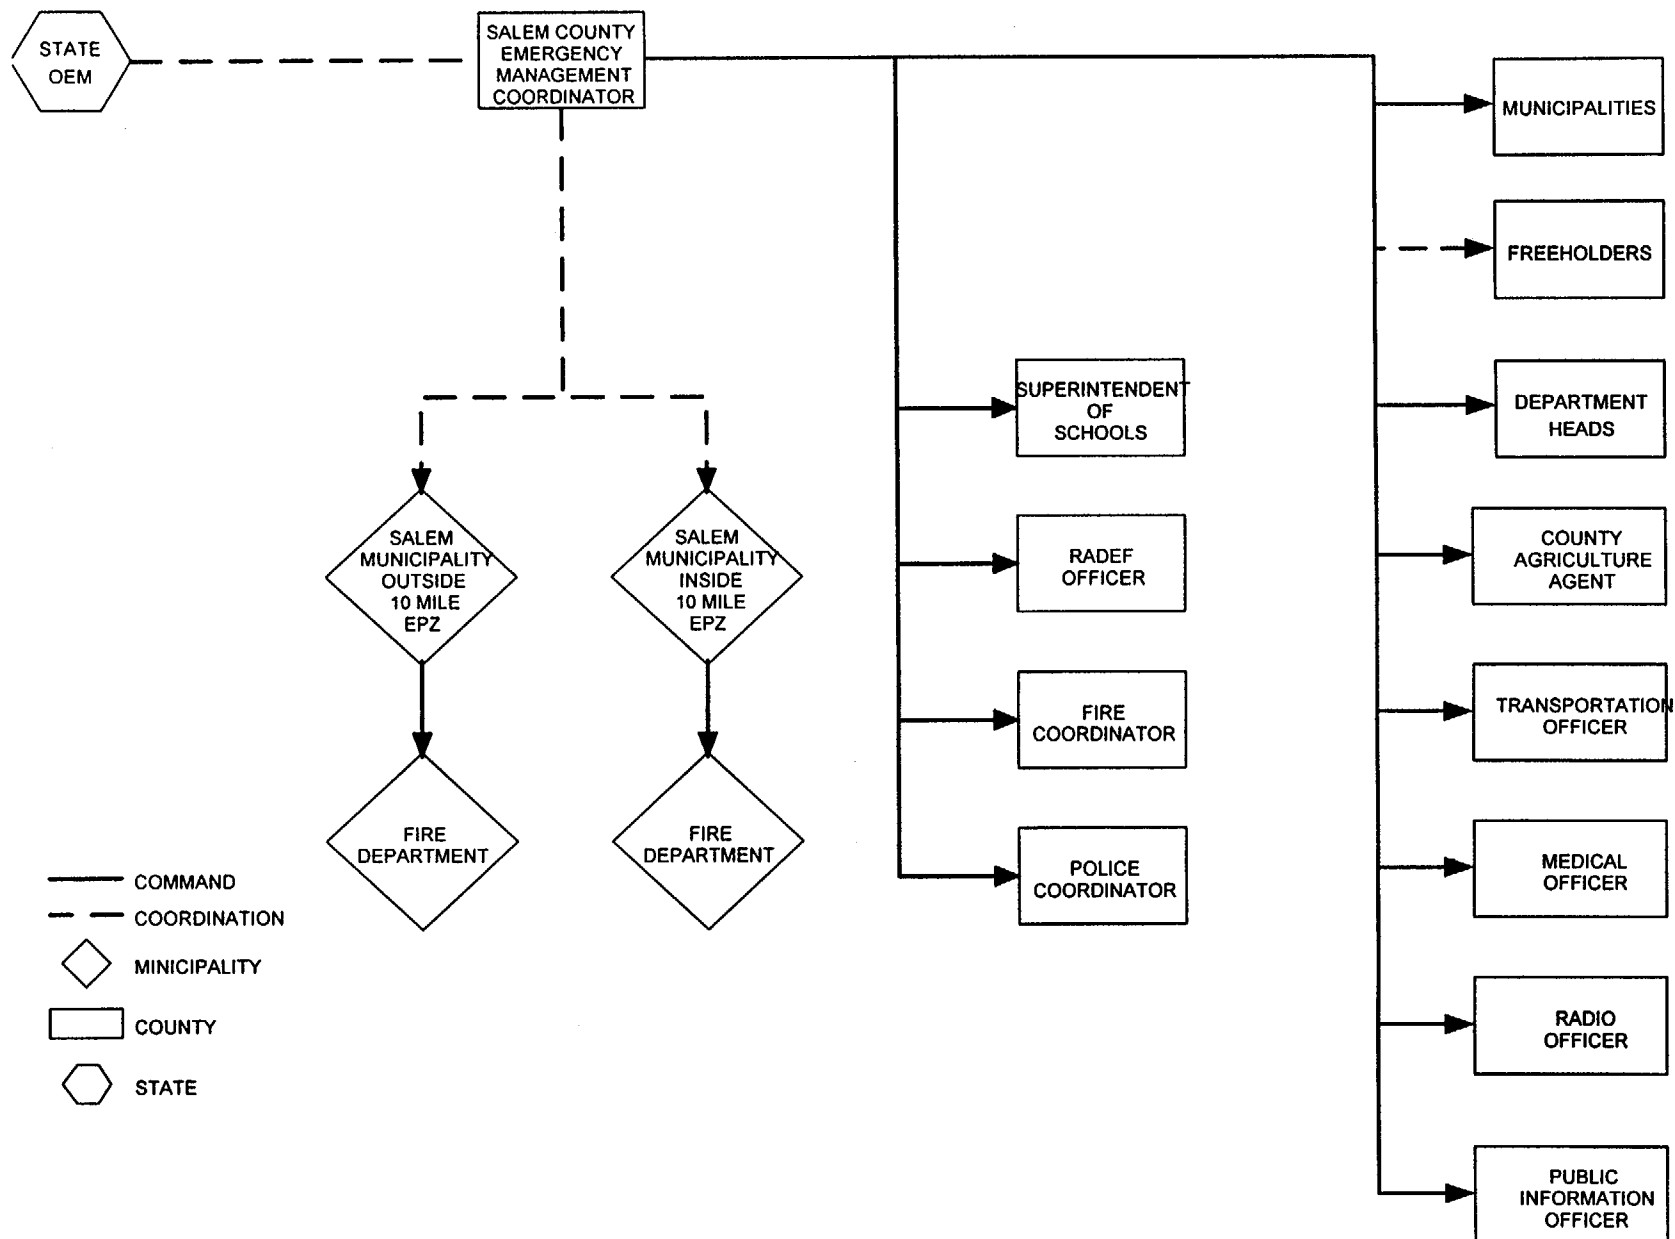 STATE
OEM
SALEM COUNTY
EMERGENCY
MANAGEMENT
COORDINATOR
MUNICIPALITIES
FREEHOLDERS
SUPERINTENDENT
OF
SCHOOLS
DEPARTMENT
HEADS
SALEM
MUNICIPALITY
OUTSIDE
10 MILE
EPZ
SALEM
MUNICIPALITY
INSIDE
10 MILE
EPZ
RADEF
OFFICER
COUNTY
AGRICULTURE
AGENT
FIRE
COORDINATOR
TRANSPORTATION
OFFICER
FIRE
DEPARTMENT
FIRE
DEPARTMENT
POLICE
COORDINATOR
MEDICAL
OFFICER
COMMAND
COORDINATION
MINICIPALITY
COUNTY
STATE
RADIO
OFFICER
PUBLIC
INFORMATION
OFFICER